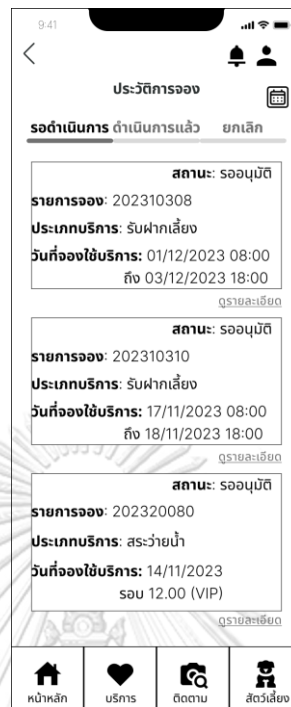 9:41
ประวัติการจอง
รอดำเนินการ ดำเนินการแล้ว ยกเลิก
สถานะ: รออนุมัติ
รายการจอง: 202310308
ประเภทบริการ: รับฝากเลี้ยง
วันที่จองใช้บริการ: 01/12/2023 08:00
ถึง 03/12/2023 18:00
ดูรายละเอียด
สถานะ: รออนุมัติ
รายการจอง: 202310310
ประเภทบริการ: รับฝากเลี้ยง
วันที่จองใช้บริการ: 17/11/2023 08:00
ถึง 18/11/2023 18:00
ดูรายละเอียด
สถานะ: รออนุมัติ
รายการจอง: 202320080
ประเภทบริการ: สระว่ายน้ำ
วันที่จองใช้บริการ: 14/11/2023
รอบ 12.00 (VIP)
ดูรายละเอียด
หน้าหลัก บริการ ติดตาม สัตว์เลี้ยง